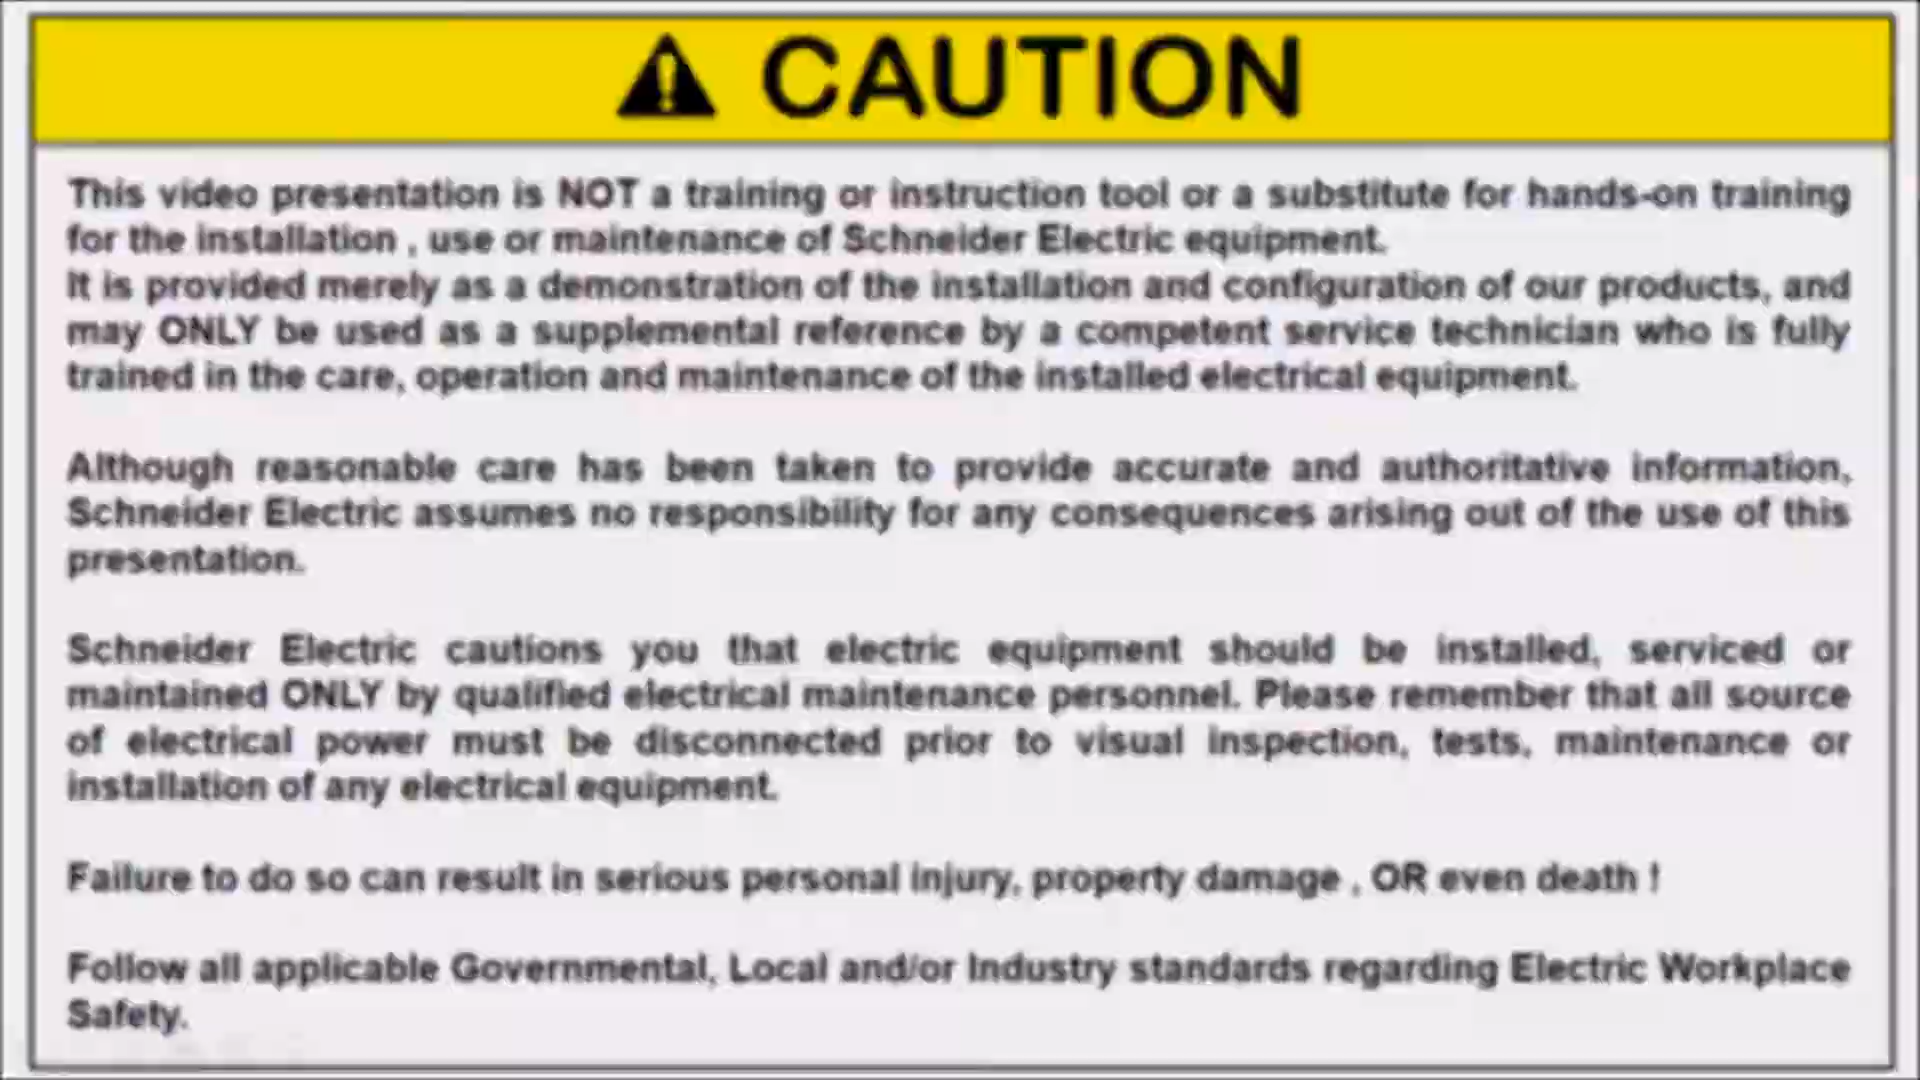 CAUTION
This video presentation is NOT a training or instruction tool or a substitute for hands-on training
for the installation , use or maintenance of Schneider Electric equipment.
It is provided merely as a demonstration of the installation and configuration of our products, and
may ONLY be used as a supplemental reference by a competent service technician who is fully
trained in the care, operation and maintenance of the installed electrical equipment.
Although reasonable care has been taken to provide accurate and authoritative information,
Schneider Electric assumes no responsibility for any consequences arising out of the use of this
presentation.
Schneider Electric cautions you that electric equipment should be installed, serviced or
maintained ONLY by qualified electrical maintenance personnel. Please remember that all source
of electrical power must be disconnected prior to visual inspection, tests, maintenance or
installation of any electrical equipment.
Failure to do so can result in serious personal injury, property damage , OR even death !
Follow all applicable Governmental, Local and/or Industry standards regarding Electric Workplace
Safety.